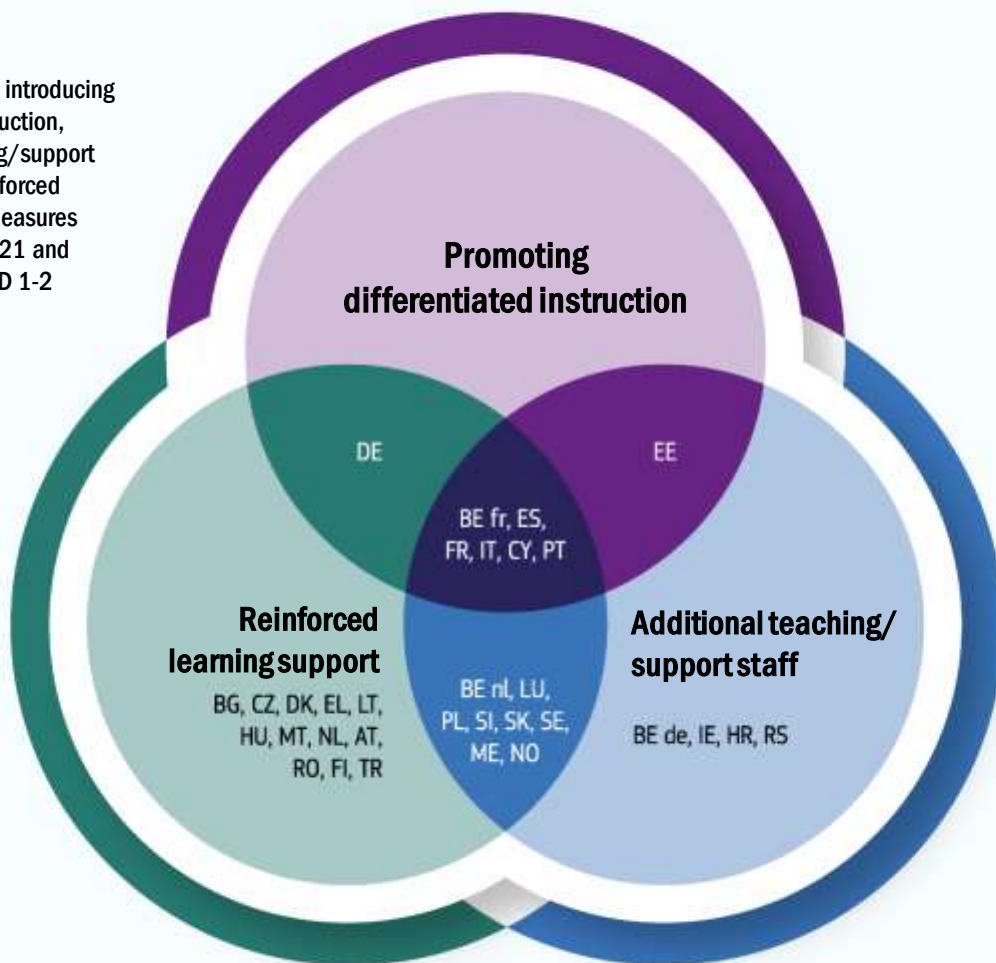 introducing
uction,
g/support
forced
easures
21 and
D 1-2
Promoting
differentiated instruction
DE
EE
BE fr, ES,
FR, IT, CY, PT
Reinforced
learning support
BG, CZ, DK, EL, LT,
HU, MT, NL, AT,
RO, FI, TR
BE nl, LU,
PL, SI, SK, SE,
ME, NO
Additional teaching/
support staff
BE de, IE, HR, RS